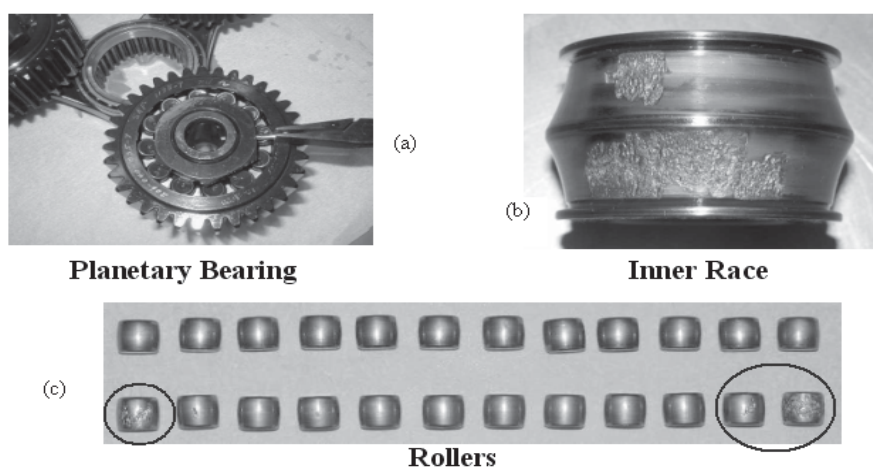 (a)
(b)
Planetary Bearing
Inner Race
(c)
Rollers